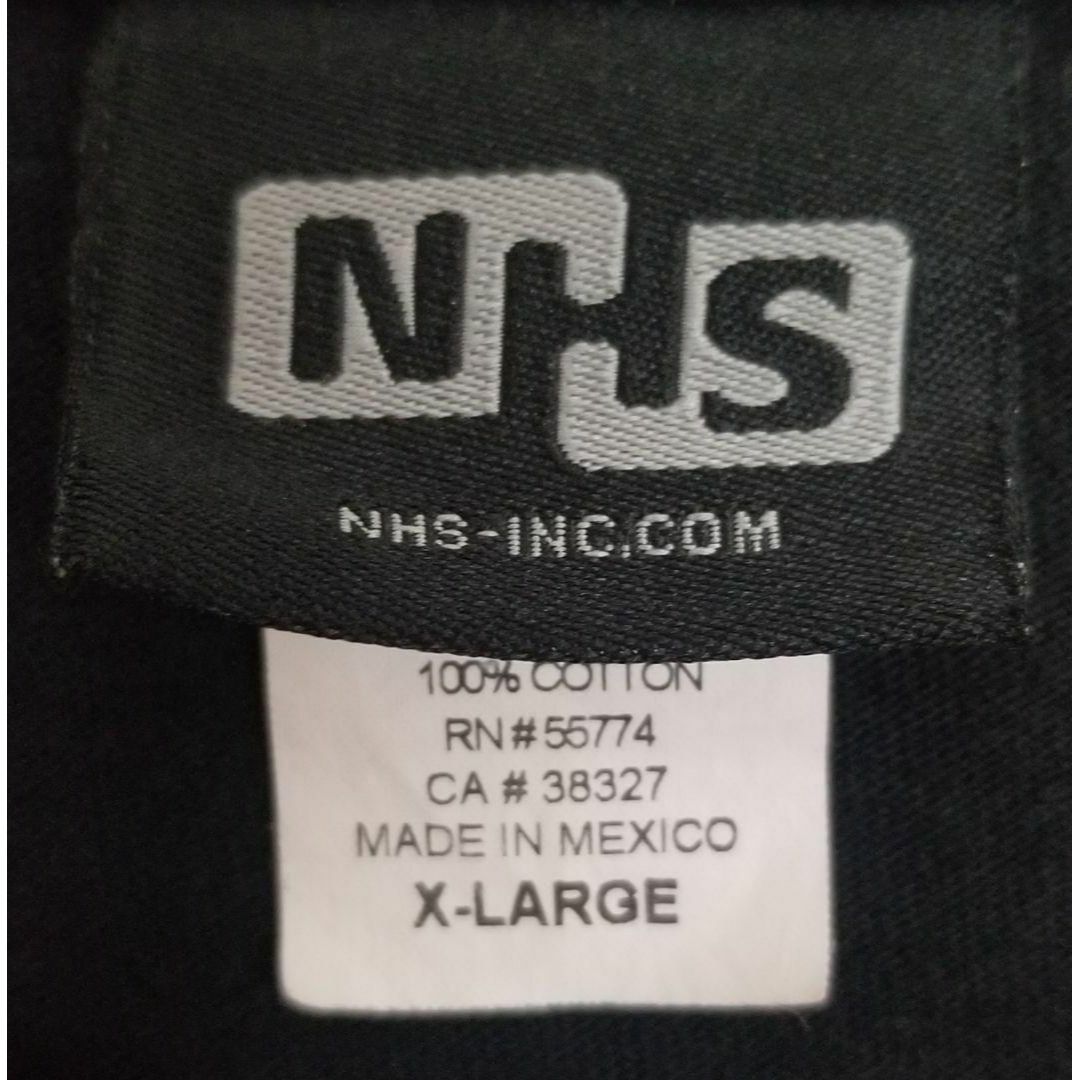 NHS
NHS-INC.COM
100% COTTON
RN#55774
CA # 38327
MADE IN MEXICO
X-LARGE